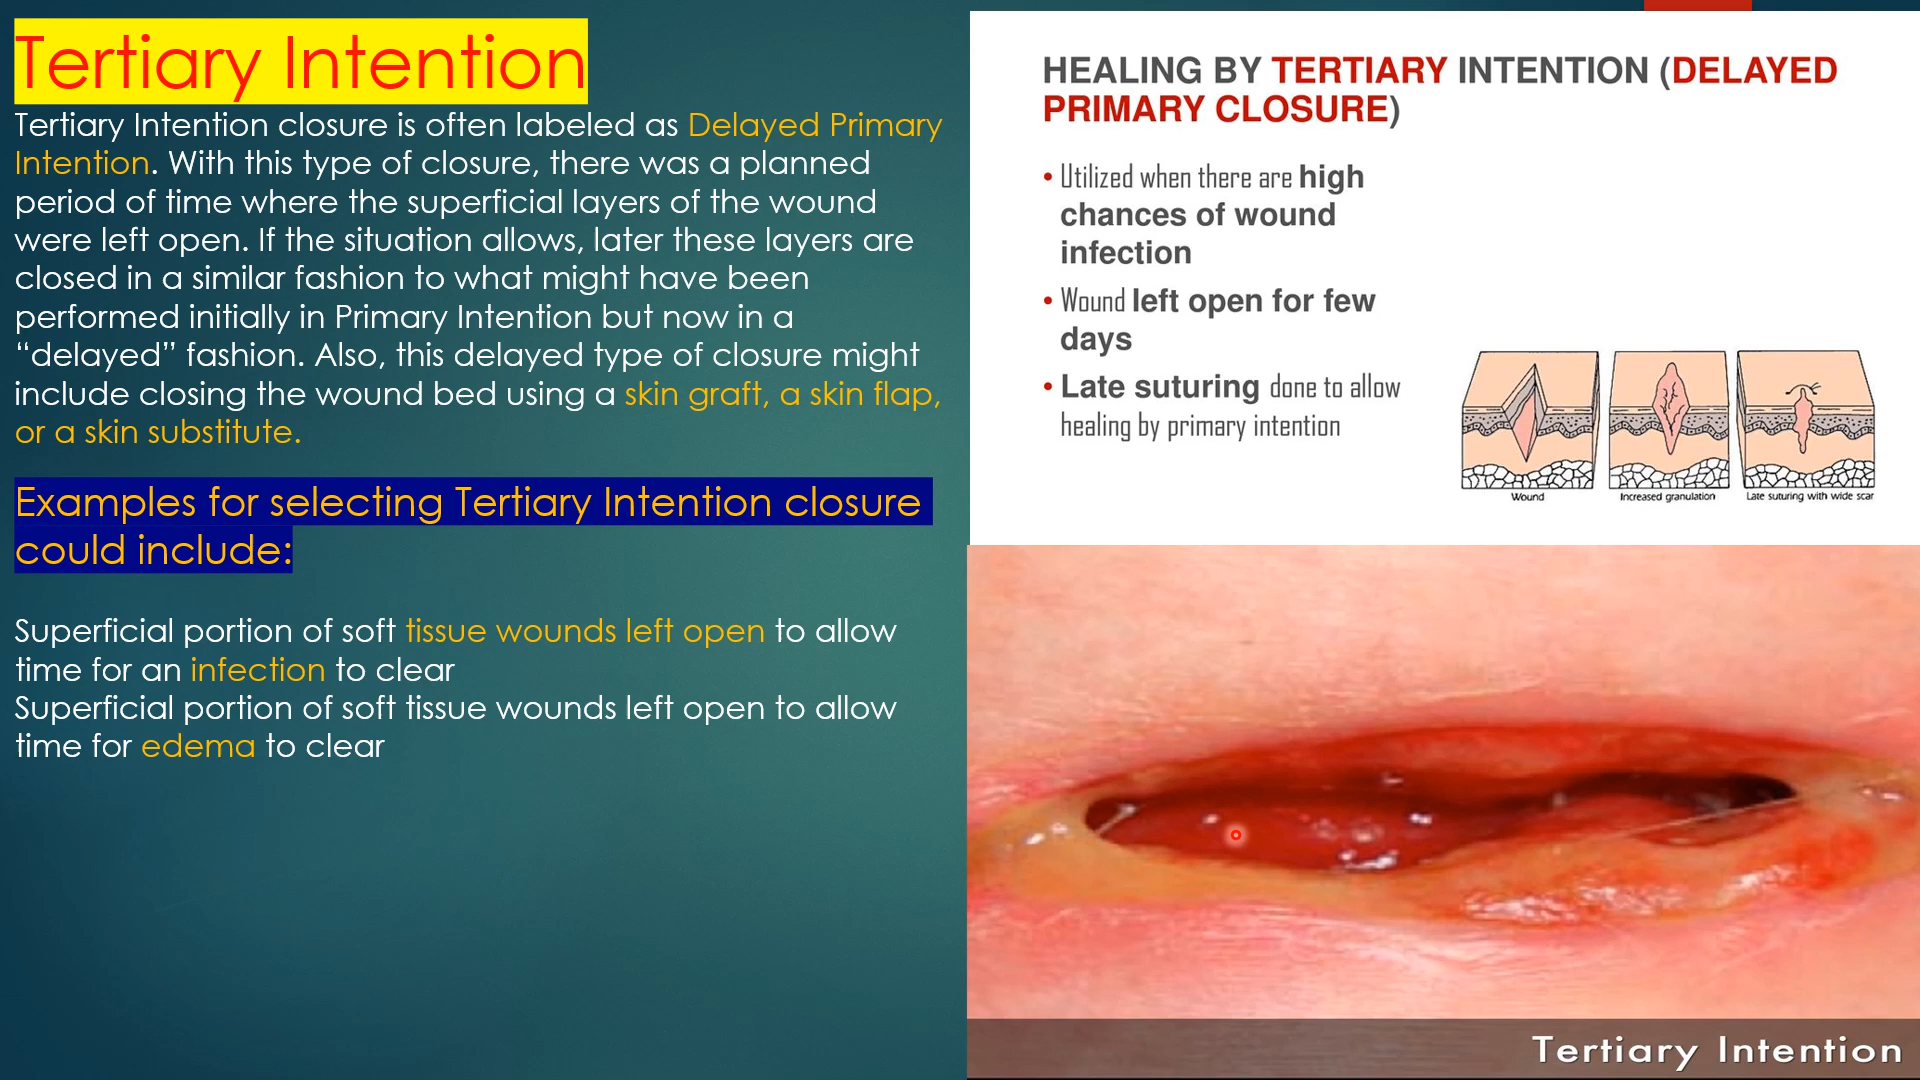 Tertiary Intention
Tertiary Intention closure is often labeled as Delayed Primary
Intention. With this type of closure, there was a planned
period of time where the superficial layers of the wound
were left open. If the situation allows, later these layers are
closed in a similar fashion to what might have been
performed initially in Primary Intention but now in a
“delayed” fashion. Also, this delayed type of closure might
include closing the wound bed using a skin graft, a skin flap,
or a skin substitute.
Examples for selecting Tertiary Intention closure
could include:
Superficial portion of soft tissue wounds left open to allow
time for an infection to clear
Superficial portion of soft tissue wounds left open to allow
time for edema to clear
HEALING BY TERTIARY INTENTION (DELAYED
PRIMARY CLOSURE)
• Utilized when there are high
chances of wound
infection
• Wound left open for few
days
• Late suturing done to allow
healing by primary intention
Wound
Increased granulation
Late suturing with wide scar
Tertiary Intention